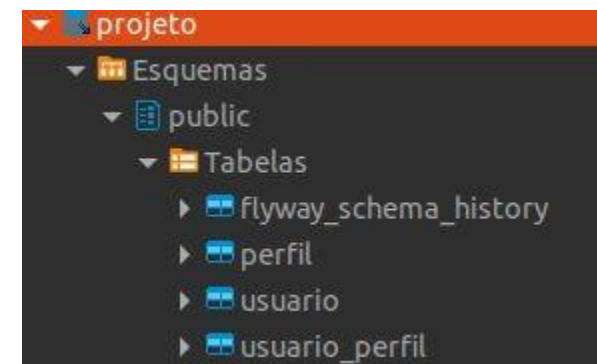 projeto
Esquemas
public
Tabelas
flyway_schema_history
perfil
usuario
usuario_perfil